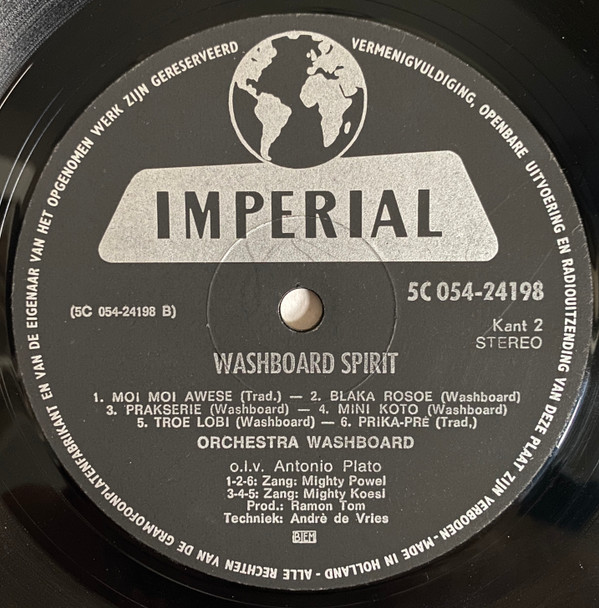 VERMENIGVULDIGING, OPENBARE UITVOERING EN RADIOUITZENDING VAN DEZE PLAAT ZIJN VERBODEN - MADE IN HOLLAND - ALLE RECHTEN VAN DE GRAMOFOONPLATENFABRIKANT EN VAN DE EIGENAAR VAN HET OPGENOMEN WERK ZIJN GERESERVEERD
IMPERIAL
5C 054-24198
(5C 054-24198 B)
Kant 2
STEREO
WASHBOARD SPIRIT
1. MOI MOI AWESE (Trad.) — 2. BLAKA ROSOE (Washboard)
3. PRAKSERIE (Washboard) — 4. MINI KOTO (Washboard)
5. TROE LOBI (Washboard) — 6. PRIKA-PRÉ (Trad.)
ORCHESTRA WASHBOARD
o.l.v. Antonio Plato
1-2-6: Zang: Mighty Powel
3-4-5: Zang: Mighty Koesi
Prod.: Ramon Tom
Techniek: Andrè de Vries
BIEM